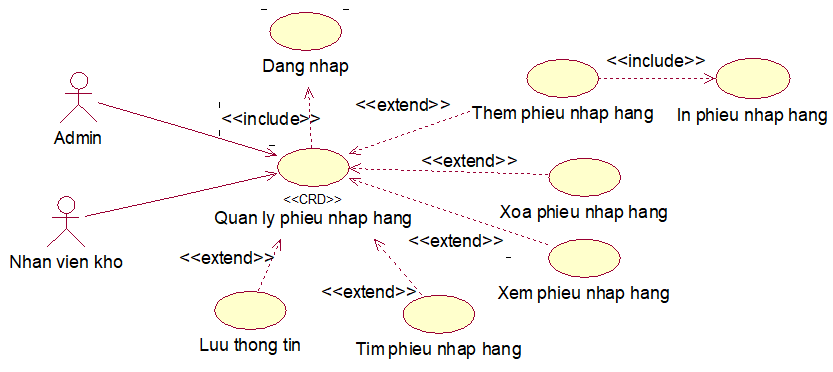 Dang nhap
<<include>>
Them phieu nhap hang
In phieu nhap hang
<<extend>>
<<include>>
Admin
<<extend>>
Xoa phieu nhap hang
<<CRD>>
Quan ly phieu nhap hang
Nhan vien kho
<<extend>>
<<extend>>
Xem phieu nhap hang
<<extend>>
Luu thong tin
Tim phieu nhap hang